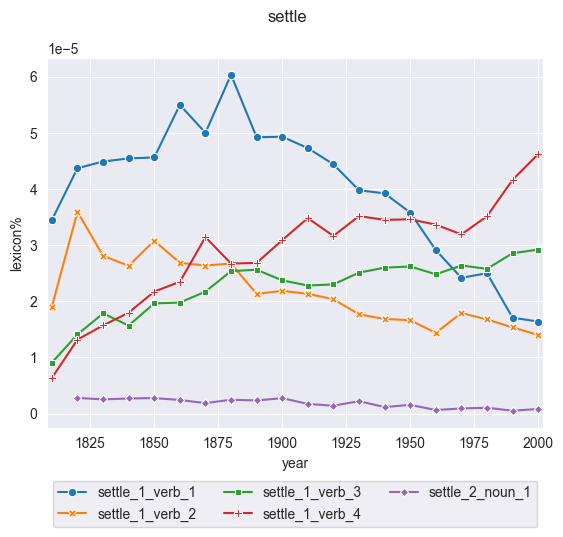 settle
1e−5
6
5
4
3
2
1
0
lexicon%
1825 1850 1875 1900 1925 1950 1975 2000
year
settle_1_verb_1 settle_1_verb_3 settle_2_noun_1
settle_1_verb_2 settle_1_verb_4